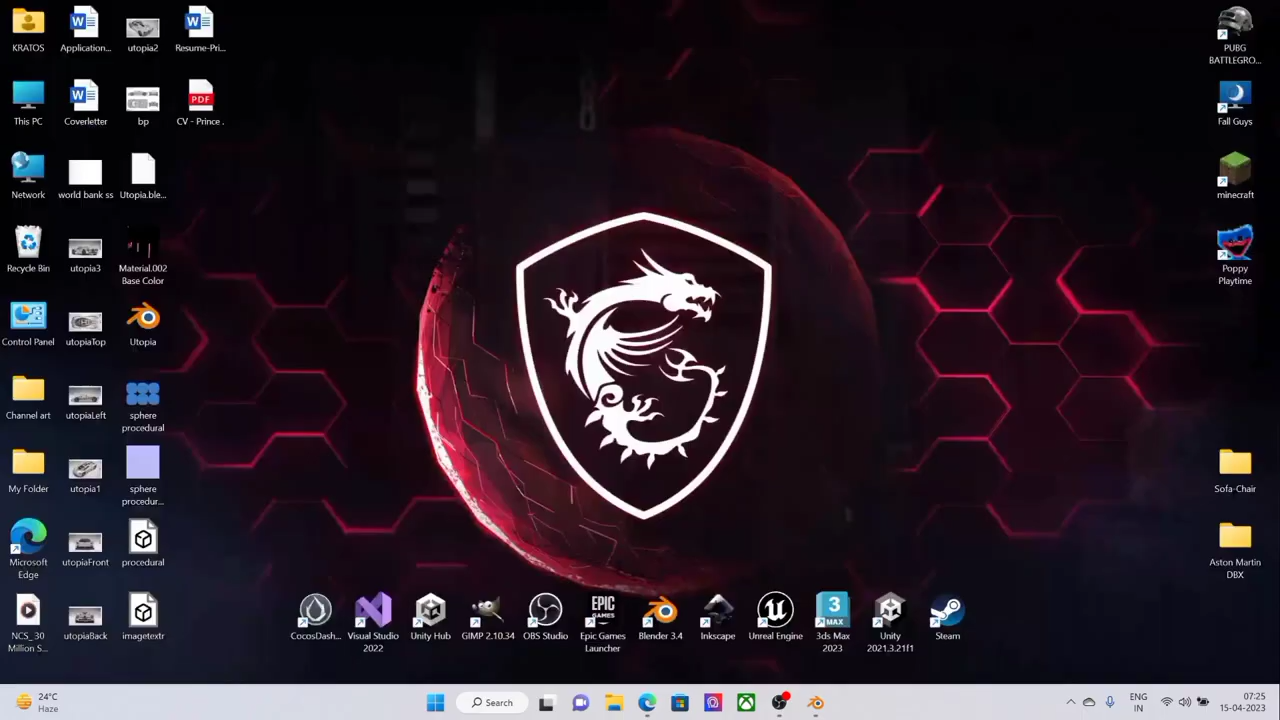 KRATOS
Application...
utopia2
Resume-Pri...
This PC
Coverletter
bp
PDF
CV - Prince .
Network
world bank ss
Utopia.ble...
Recycle Bin
utopia3
Material.002
Base Color
Control Panel
utopiaTop
Utopia
Channel art
utopiaLeft
sphere
procedural
My Folder
utopia1
sphere
procedur...
Microsoft
Edge
utopiaFront
procedural
NCS_ 30
Million S...
utopiaBack
imagetextr
CocosDash...
Visual Studio
2022
Unity Hub
GIMP 2.10.34
OBS Studio
EPIC
GAMES
Epic Games
Launcher
Blender 3.4
Inkscape
Unreal Engine
3
MAX
3ds Max
2023
Unity
2021.3.21f1
Steam
PUBG
BATTLEGRO...
Fall Guys
minecraft
Poppy
Playtime
Sofa-Chair
Aston Martin
DBX
24°C
Haze
Search
ENG
IN
07:25
15-04-2023